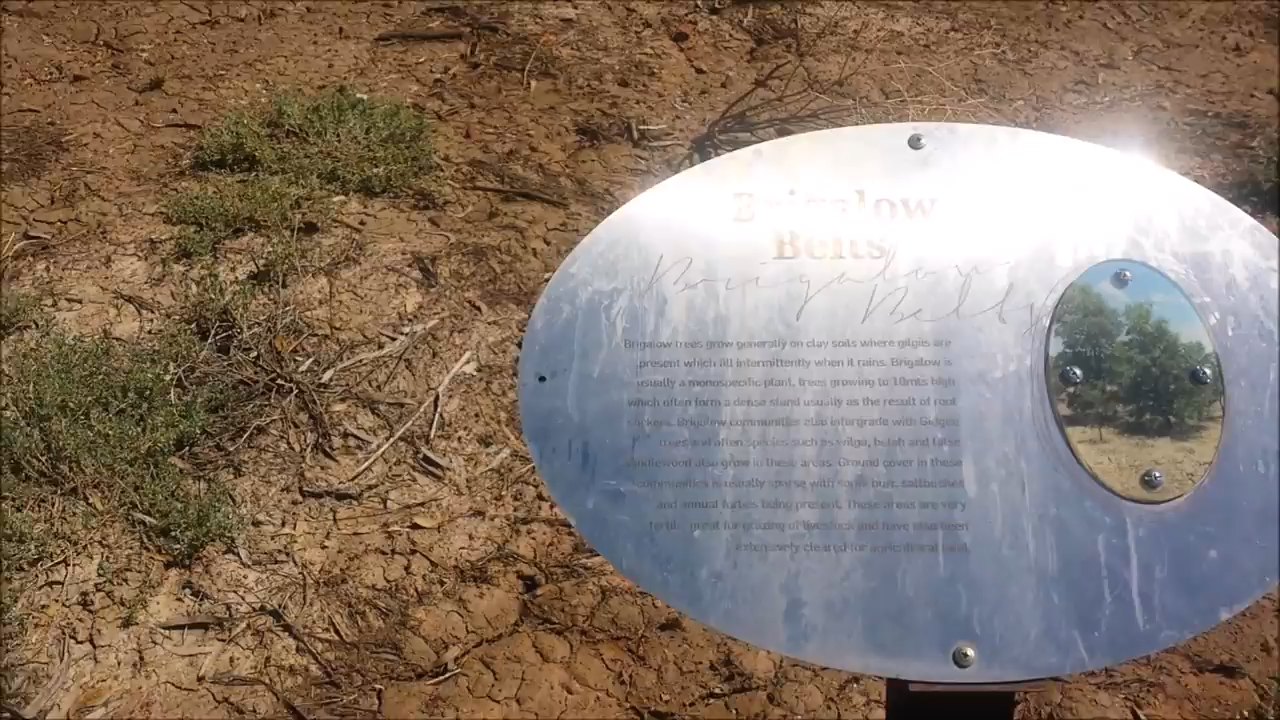 Brigalow
Belts
Brigalow
Belts
Brigalow trees grow generally on clay soils where gilgies are
present which fill intermittently when it rains. Brigalow is
usually a monospecific plant, trees growing to 10mts high
which often form a dense stand usually as the result of root
suckers. Brigalow communities also intergrade with Gidgee
trees and often species such as wilga, belah and false
sandlewood also grow in these areas. Ground cover in these
communities is usually sparse with some burr, saltbushes
and annual forbes being present. These areas are very
fertile, great for grazing of livestock and have also been
extensively cleared for agricultural